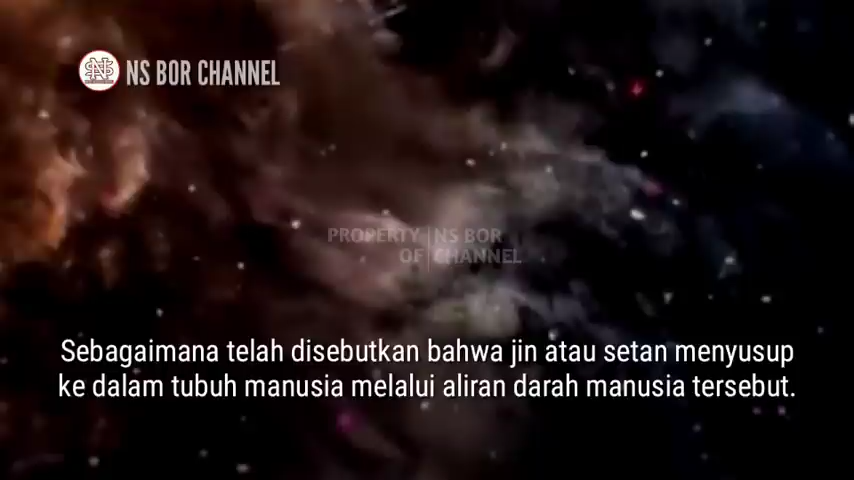 NS BOR CHANNEL
PROPERTY OF
NS BOR CHANNEL
Sebagaimana telah disebutkan bahwa jin atau setan menyusup
ke dalam tubuh manusia melalui aliran darah manusia tersebut.